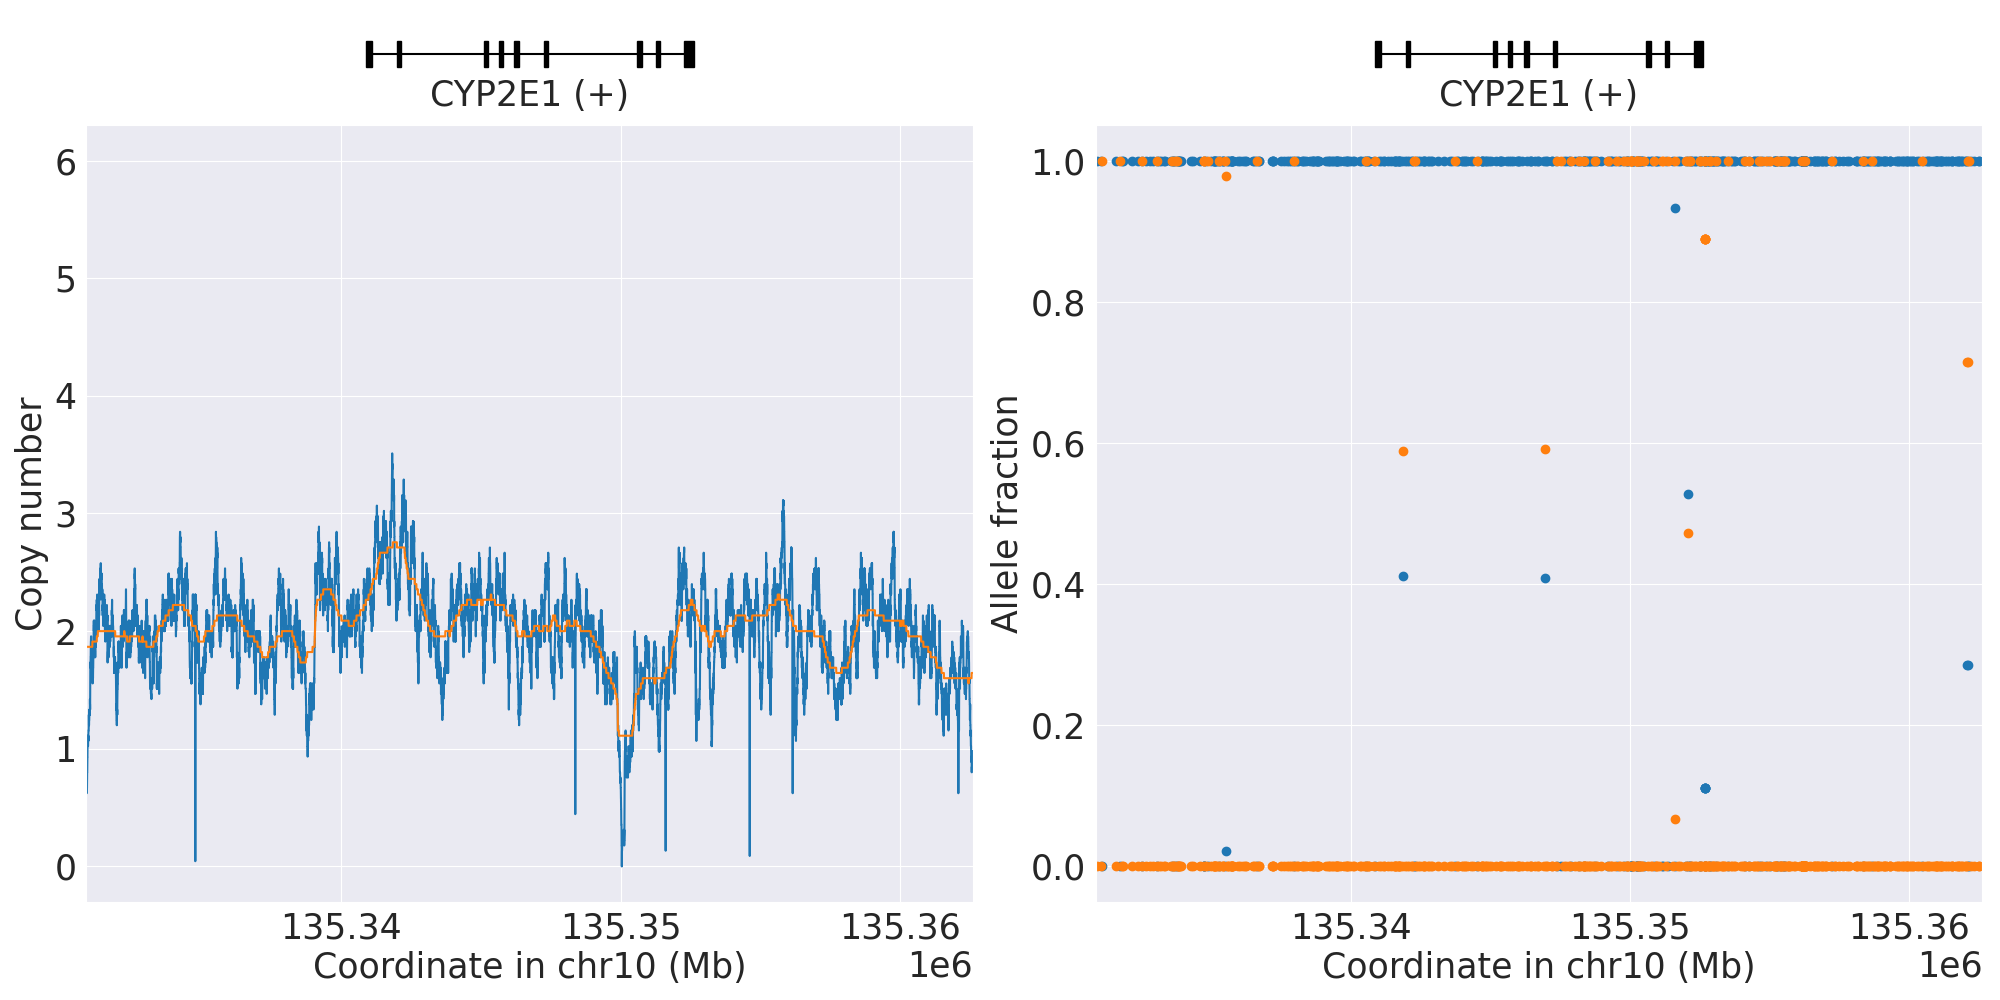 CYP2E1 (+)
6
5
4
3
2
1
0
Copy number
135.34 135.35 135.36
Coordinate in chr10 (Mb)
1e6
CYP2E1 (+)
1.0
0.8
0.6
0.4
0.2
0.0
Allele fraction
135.34 135.35 135.36
Coordinate in chr10 (Mb)
1e6